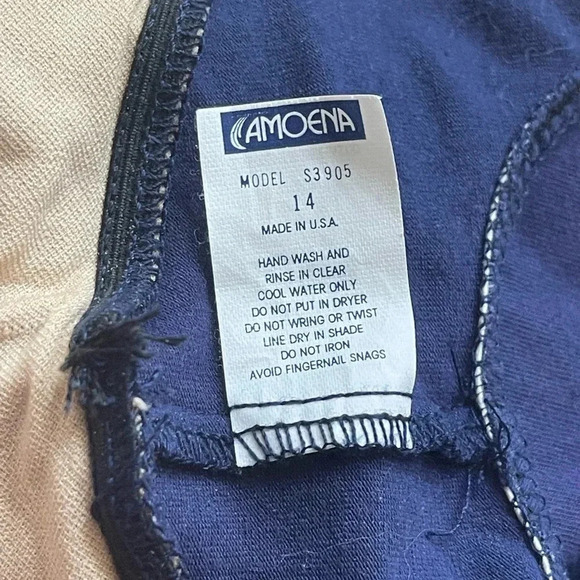 AMOENA
MODEL S3905
14
MADE IN U.S.A.
HAND WASH AND
RINSE IN CLEAR
COOL WATER ONLY
DO NOT PUT IN DRYER
DO NOT WRING OR TWIST
LINE DRY IN SHADE
DO NOT IRON
AVOID FINGERNAIL SNAGS